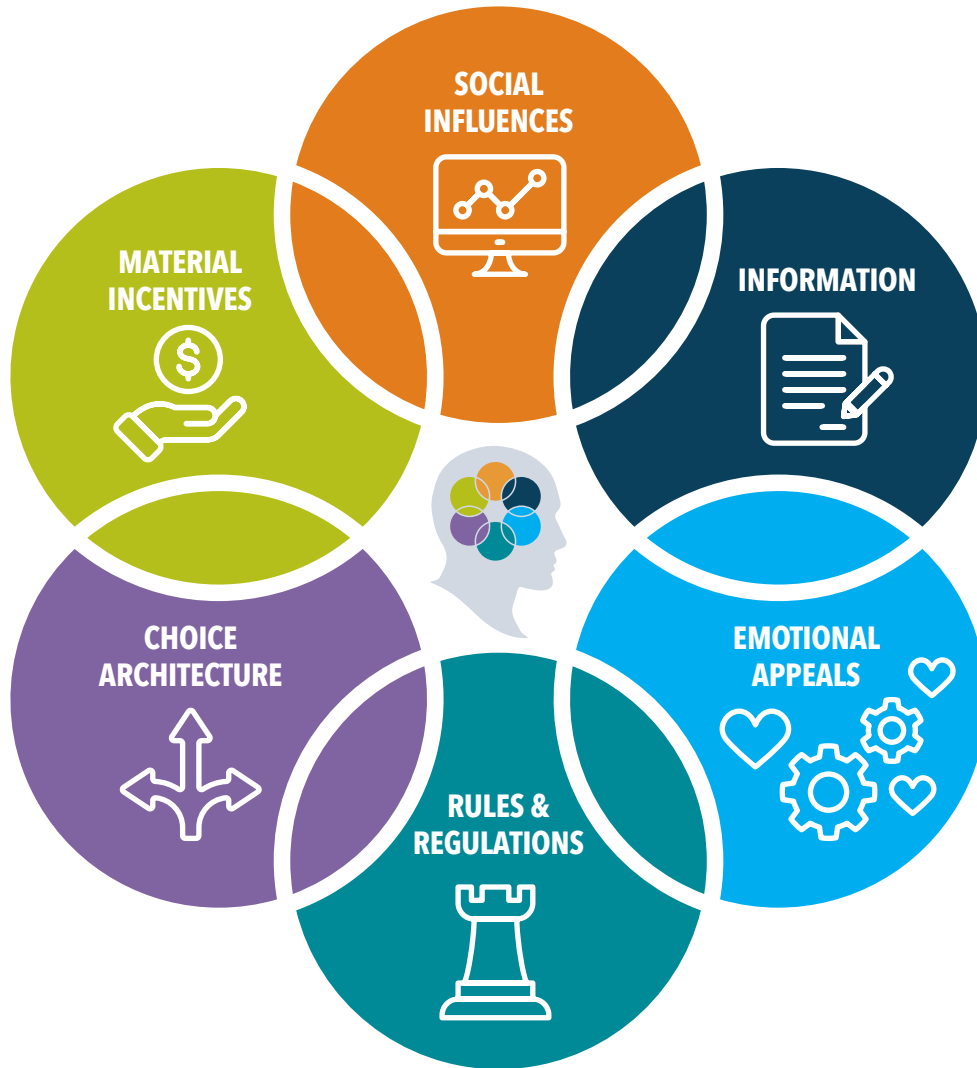 SOCIAL
INFLUENCES
MATERIAL
INCENTIVES
$
INFORMATION
CHOICE
ARCHITECTURE
EMOTIONAL
APPEALS
RULES &
REGULATIONS